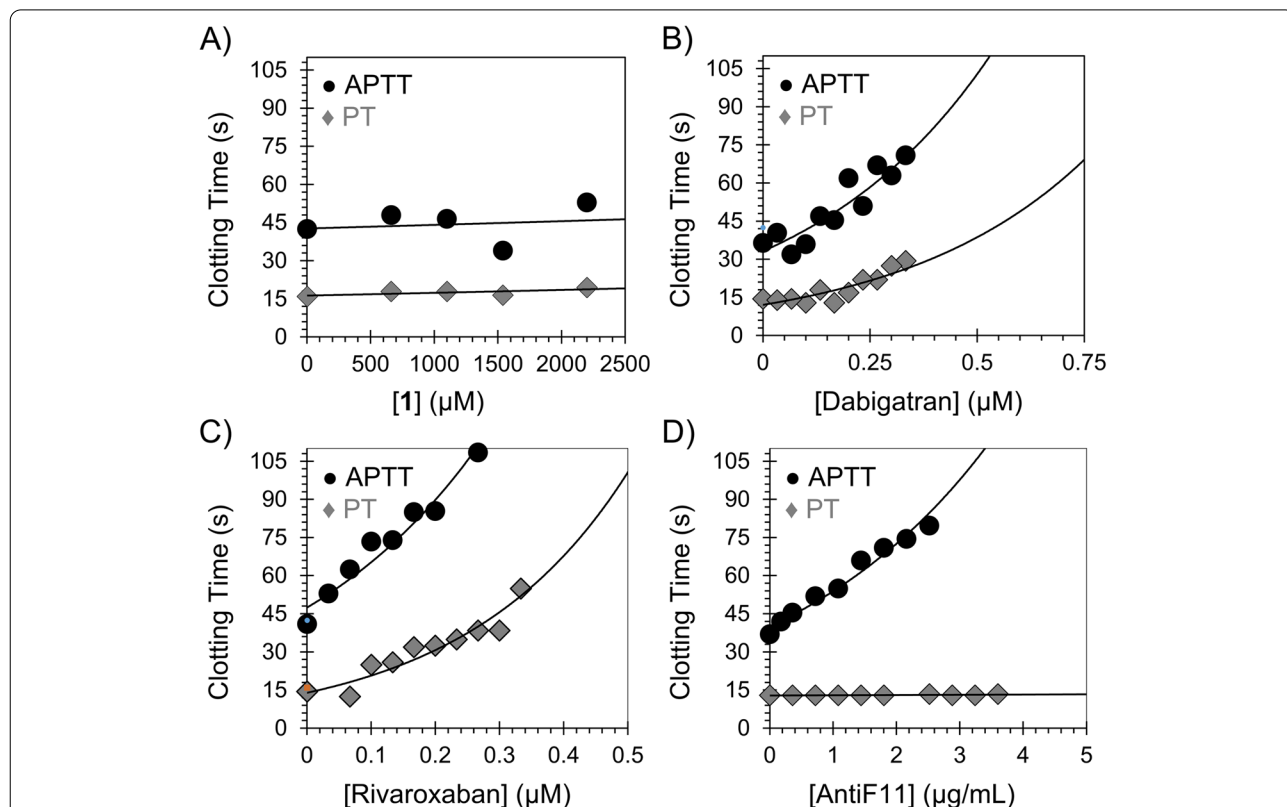 A)
105
90
75
60
45
30
15
0
Clotting Time (s)
APTT
PT
0 500 1000 1500 2000 2500
[1] (µM)
B)
105
90
75
60
45
30
15
0
Clotting Time (s)
APTT
PT
0 0.25 0.5 0.75
[Dabigatran] (µM)
C)
105
90
75
60
45
30
15
0
Clotting Time (s)
APTT
PT
0 0.1 0.2 0.3 0.4 0.5
[Rivaroxaban] (µM)
D)
105
90
75
60
45
30
15
0
Clotting Time (s)
APTT
PT
0 1 2 3 4 5
[AntiF11] (µg/mL)